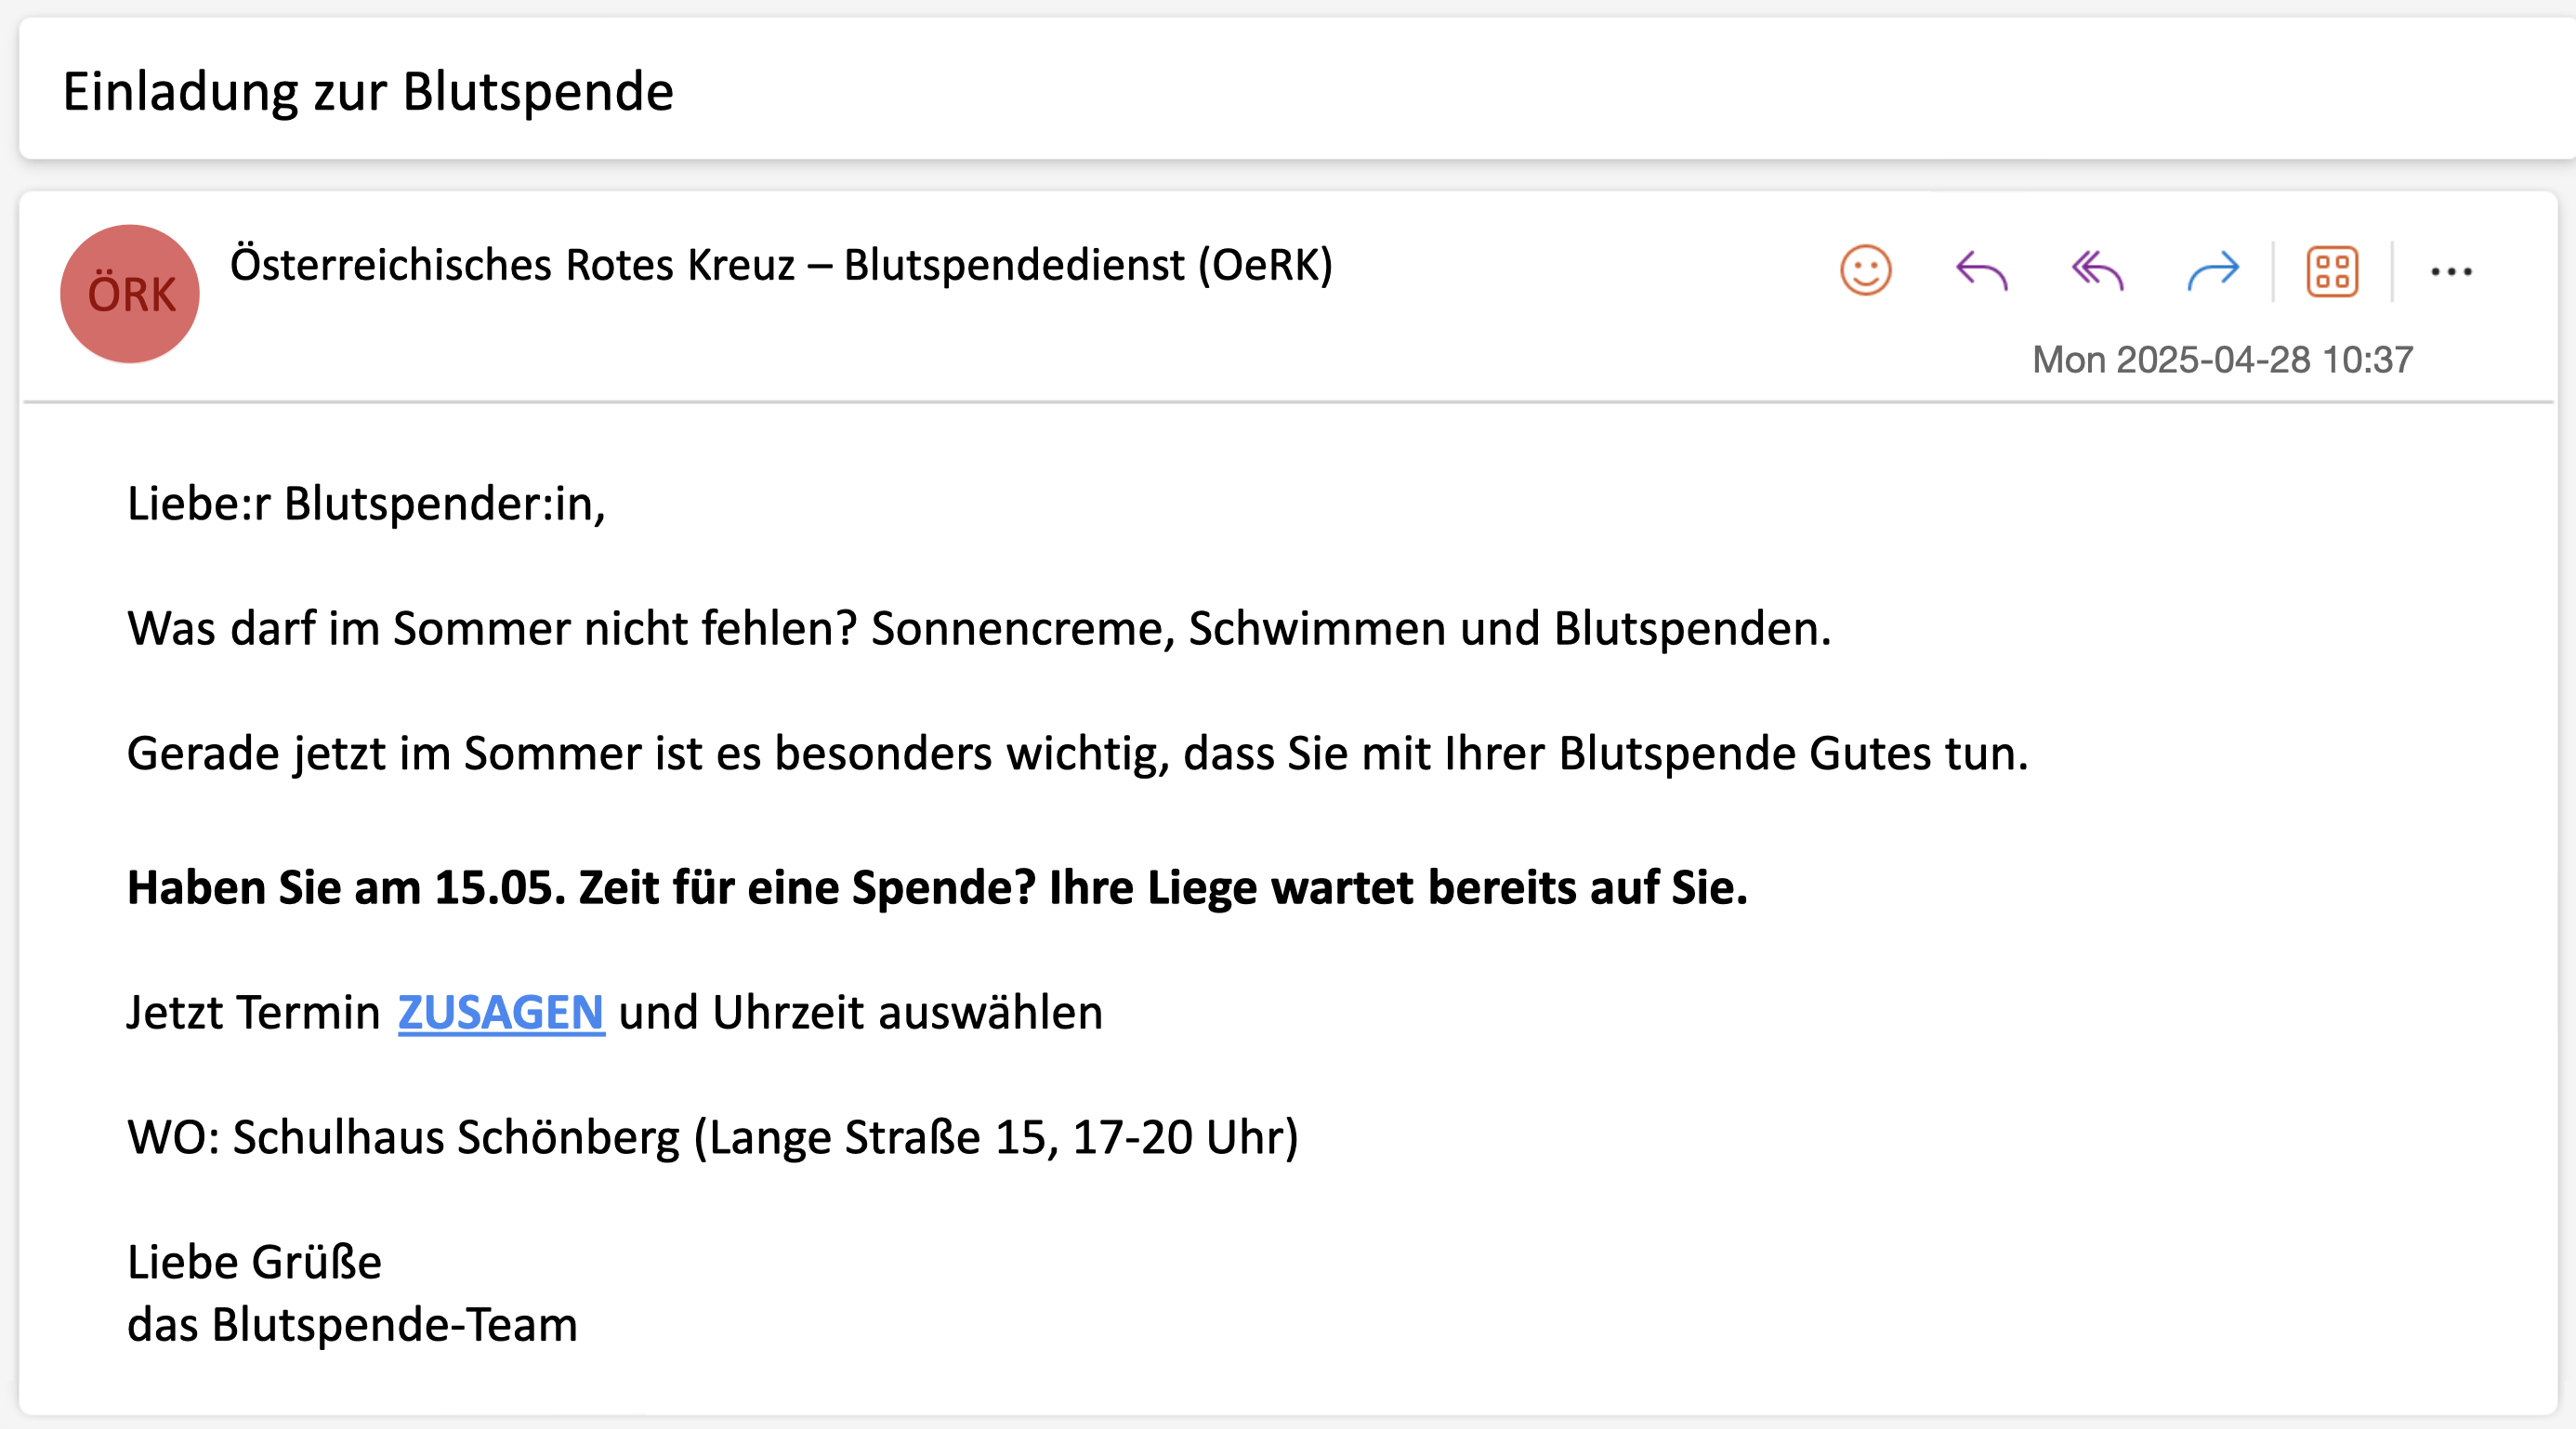 Einladung zur Blutspende
ÖRK
Österreichisches Rotes Kreuz – Blutspendedienst (OeRK)
Mon 2025-04-28 10:37
Liebe:r Blutspender:in,
Was darf im Sommer nicht fehlen? Sonnencreme, Schwimmen und Blutspenden.
Gerade jetzt im Sommer ist es besonders wichtig, dass Sie mit Ihrer Blutspende Gutes tun.
Haben Sie am 15.05. Zeit für eine Spende? Ihre Liege wartet bereits auf Sie.
Jetzt Termin ZUSAGEN und Uhrzeit auswählen
WO: Schulhaus Schönberg (Lange Straße 15, 17-20 Uhr)
Liebe Grüße
das Blutspende-Team